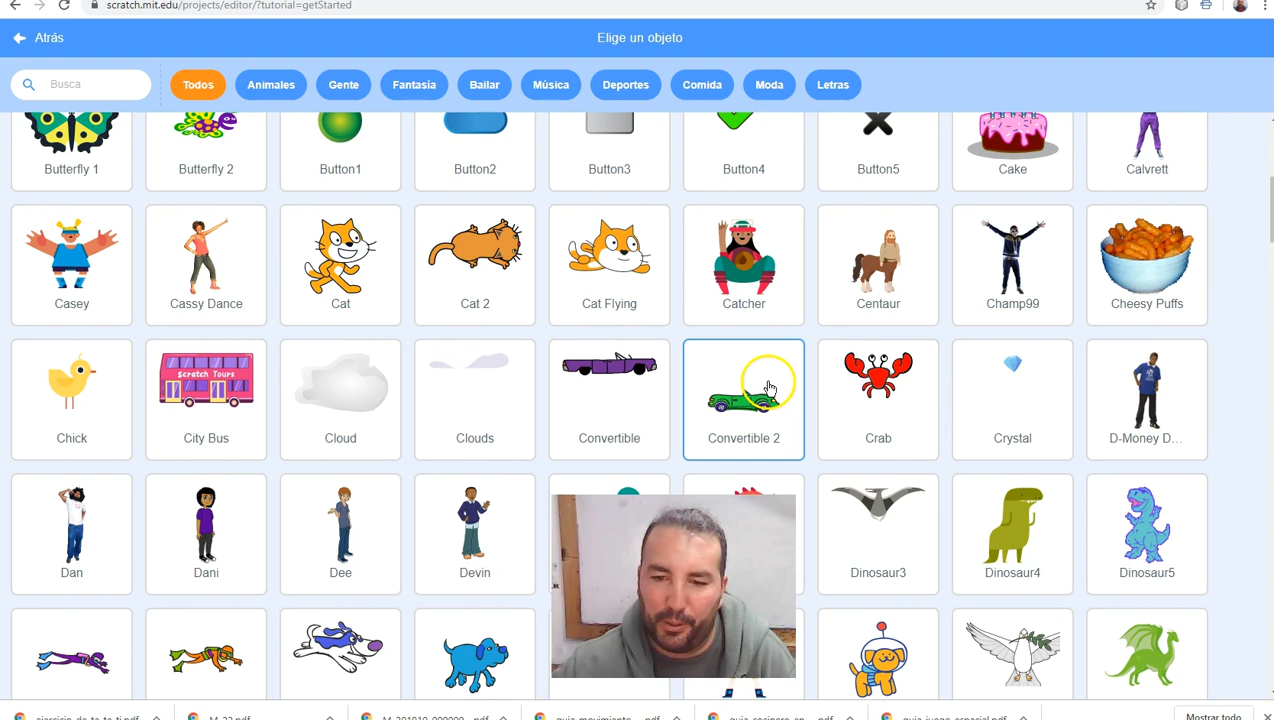 scratch.mit.edu/projects/editor/?tutorial=getStarted
Atrás
Elige un objeto
Busca
Todos
Animales
Gente
Fantasía
Bailar
Música
Deportes
Comida
Moda
Letras
Butterfly 1
Butterfly 2
Button1
Button2
Button3
Button4
Button5
Cake
Calvrett
Casey
Cassy Dance
Cat
Cat 2
Cat Flying
Catcher
Centaur
Champ99
Cheesy Puffs
Scratch Tours
Chick
City Bus
Cloud
Clouds
Convertible
Convertible 2
Crab
Crystal
D-Money D...
Dan
Dani
Dee
Devin
Dinosaur3
Dinosaur4
Dinosaur5
Mostrar todo